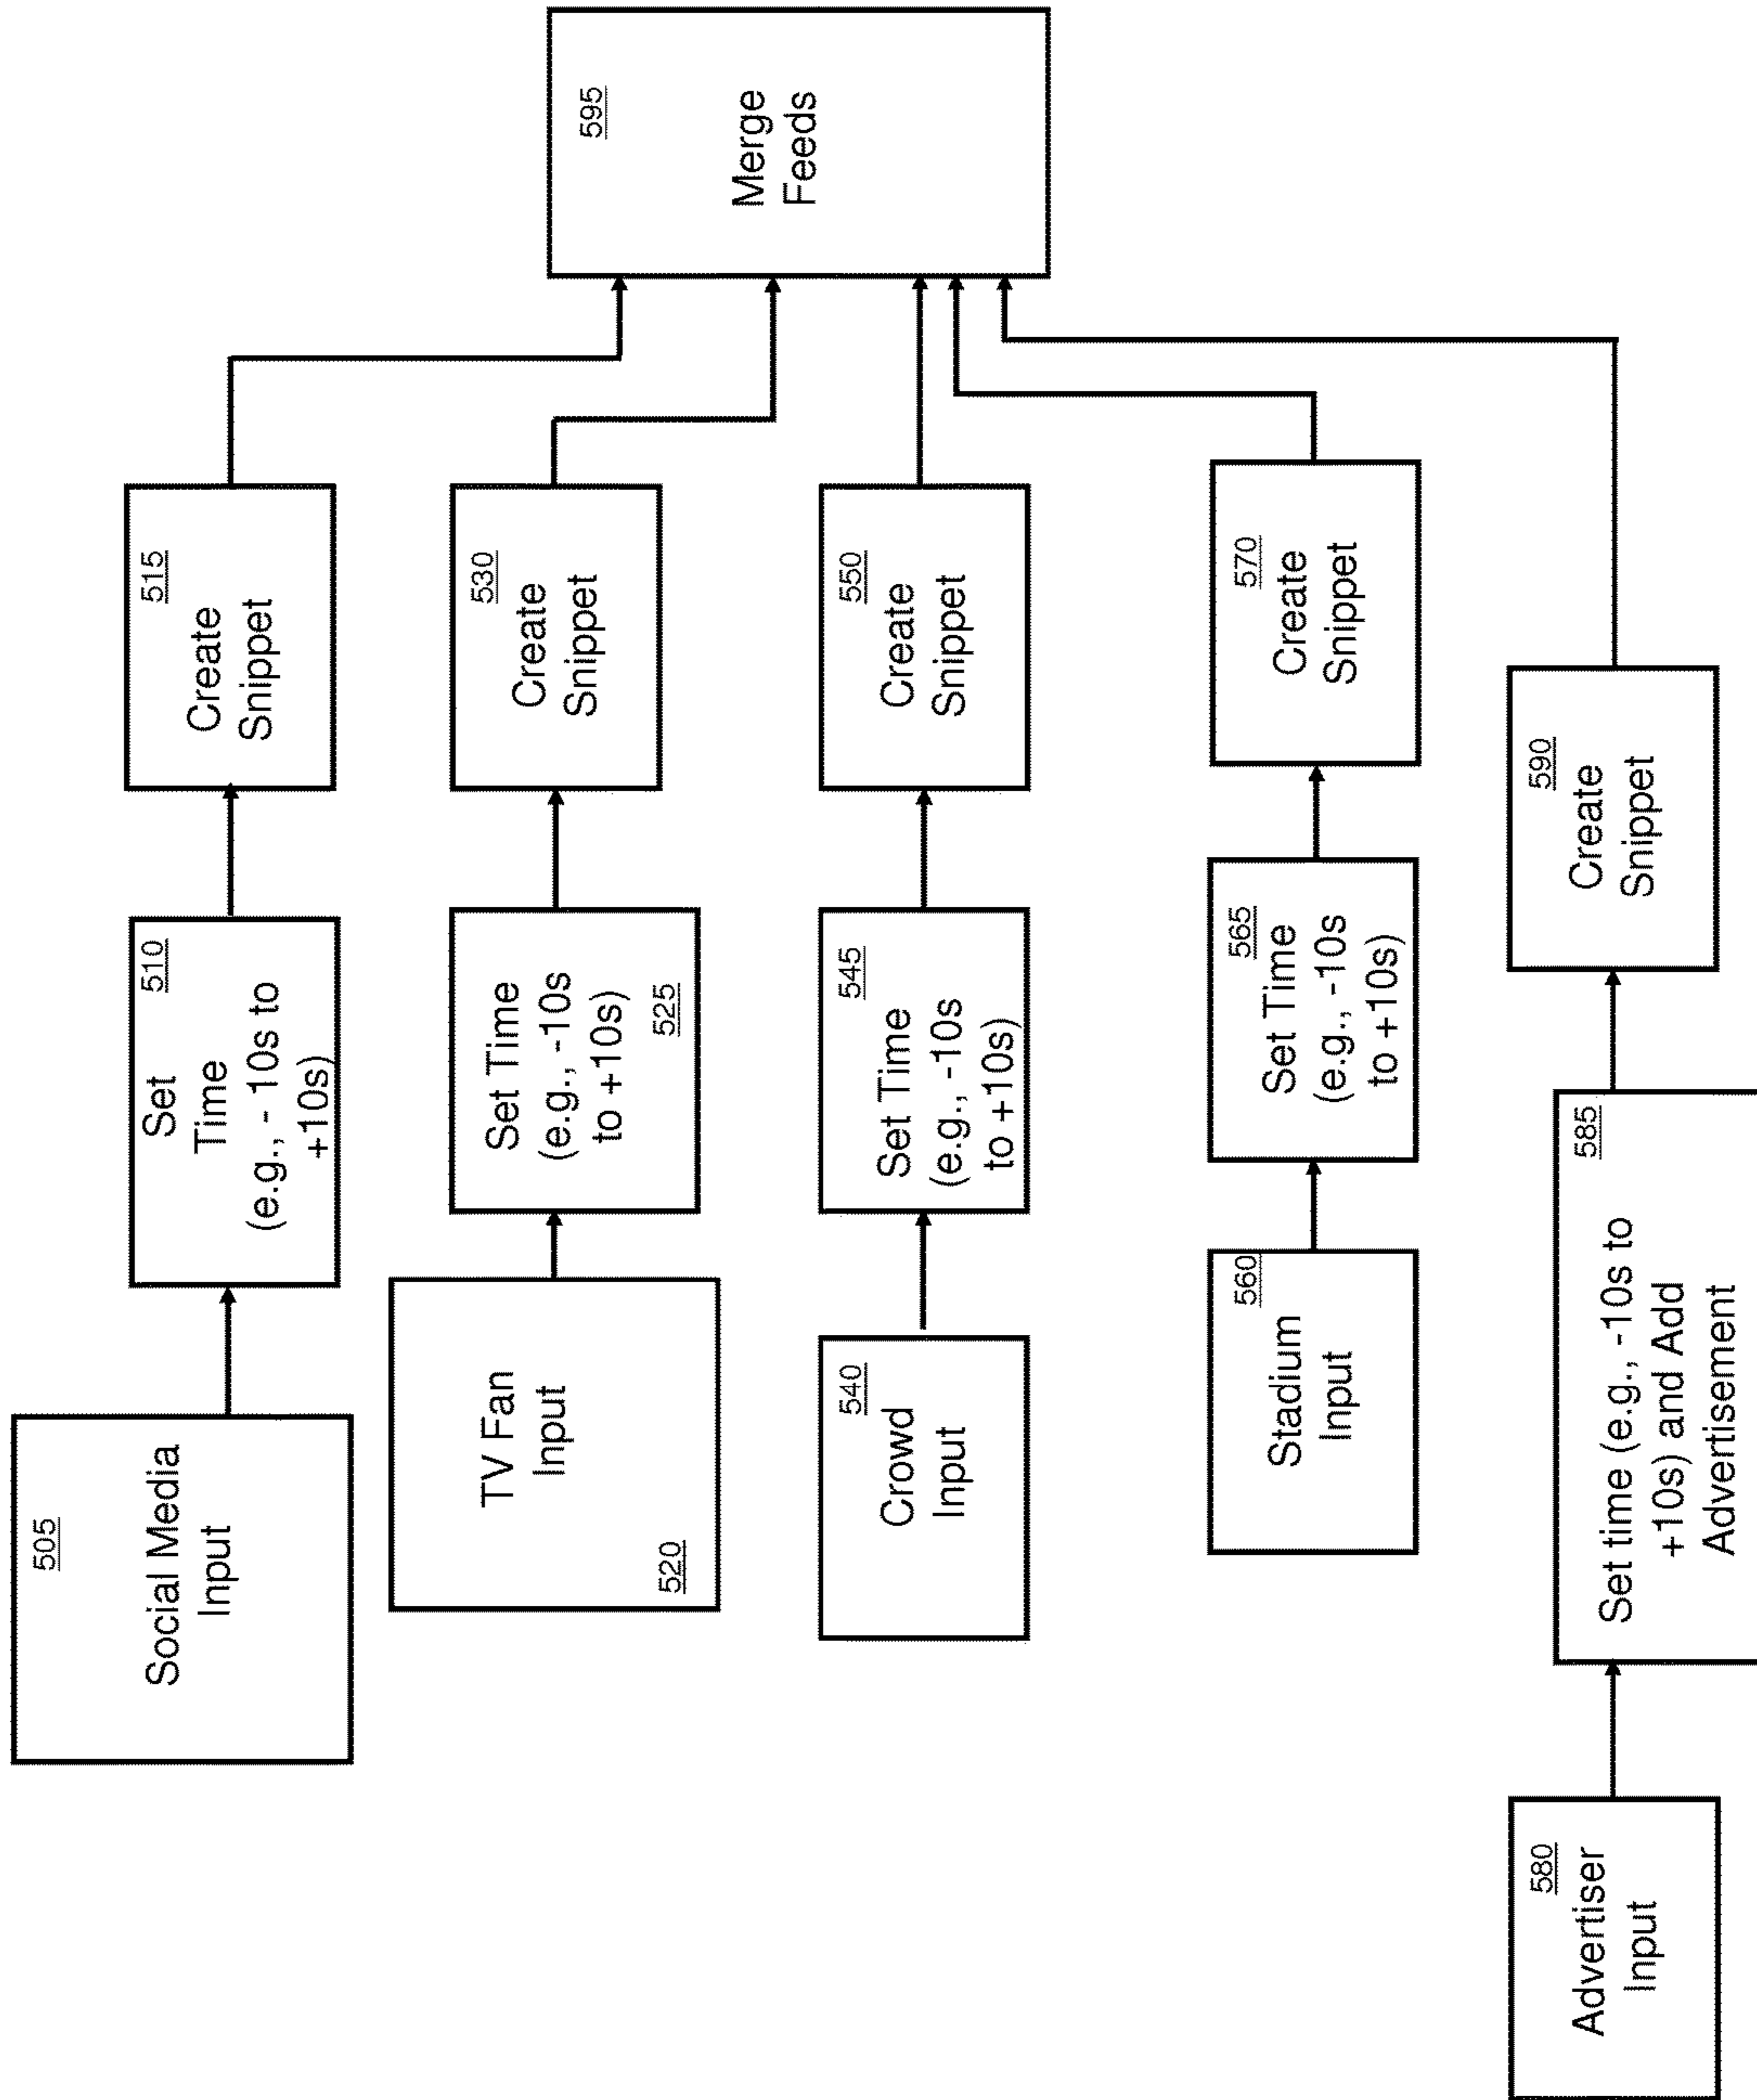 505
Social Media
Input
510
Set
Time
(e.g., - 10s to
+10s)
515
Create
Snippet
TV Fan
Input
520
Set Time
(e.g., -10s
to +10s)
525
530
Create
Snippet
540
Crowd
Input
545
Set Time
(e.g., -10s
to +10s)
550
Create
Snippet
560
Stadium
Input
565
Set Time
(e.g., -10s
to +10s)
570
Create
Snippet
580
Advertiser
Input
585
Set time (e.g., -10s to
+10s) and Add
Advertisement
590
Create
Snippet
595
Merge
Feeds